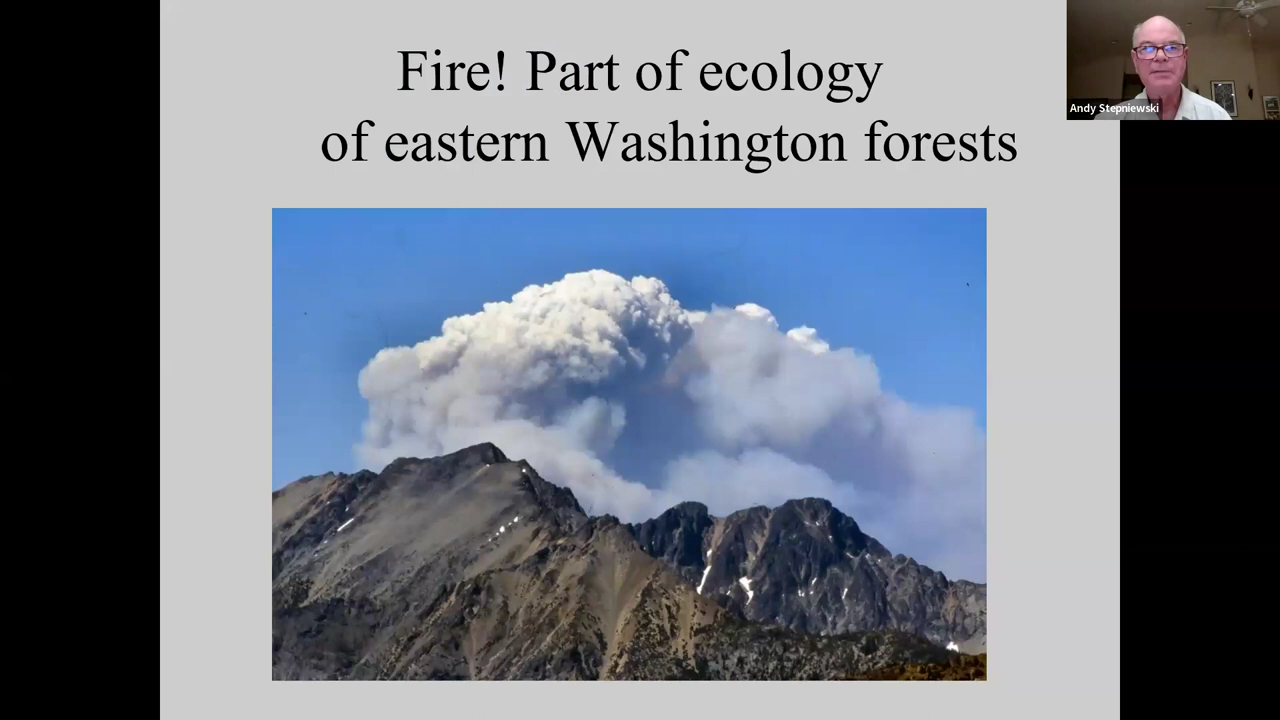 Fire! Part of ecology
of eastern Washington forests
Andy Stepniewski